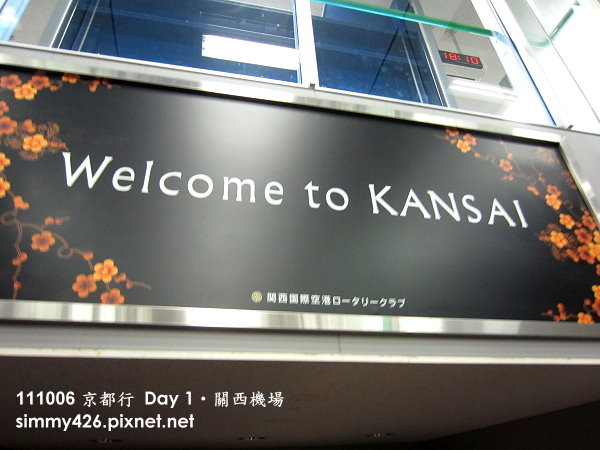 18:10
Welcome to KANSAI
関西国際空港ロータリークラブ
111006 京都行 Day 1・關西機場
simmy426.pixnet.net